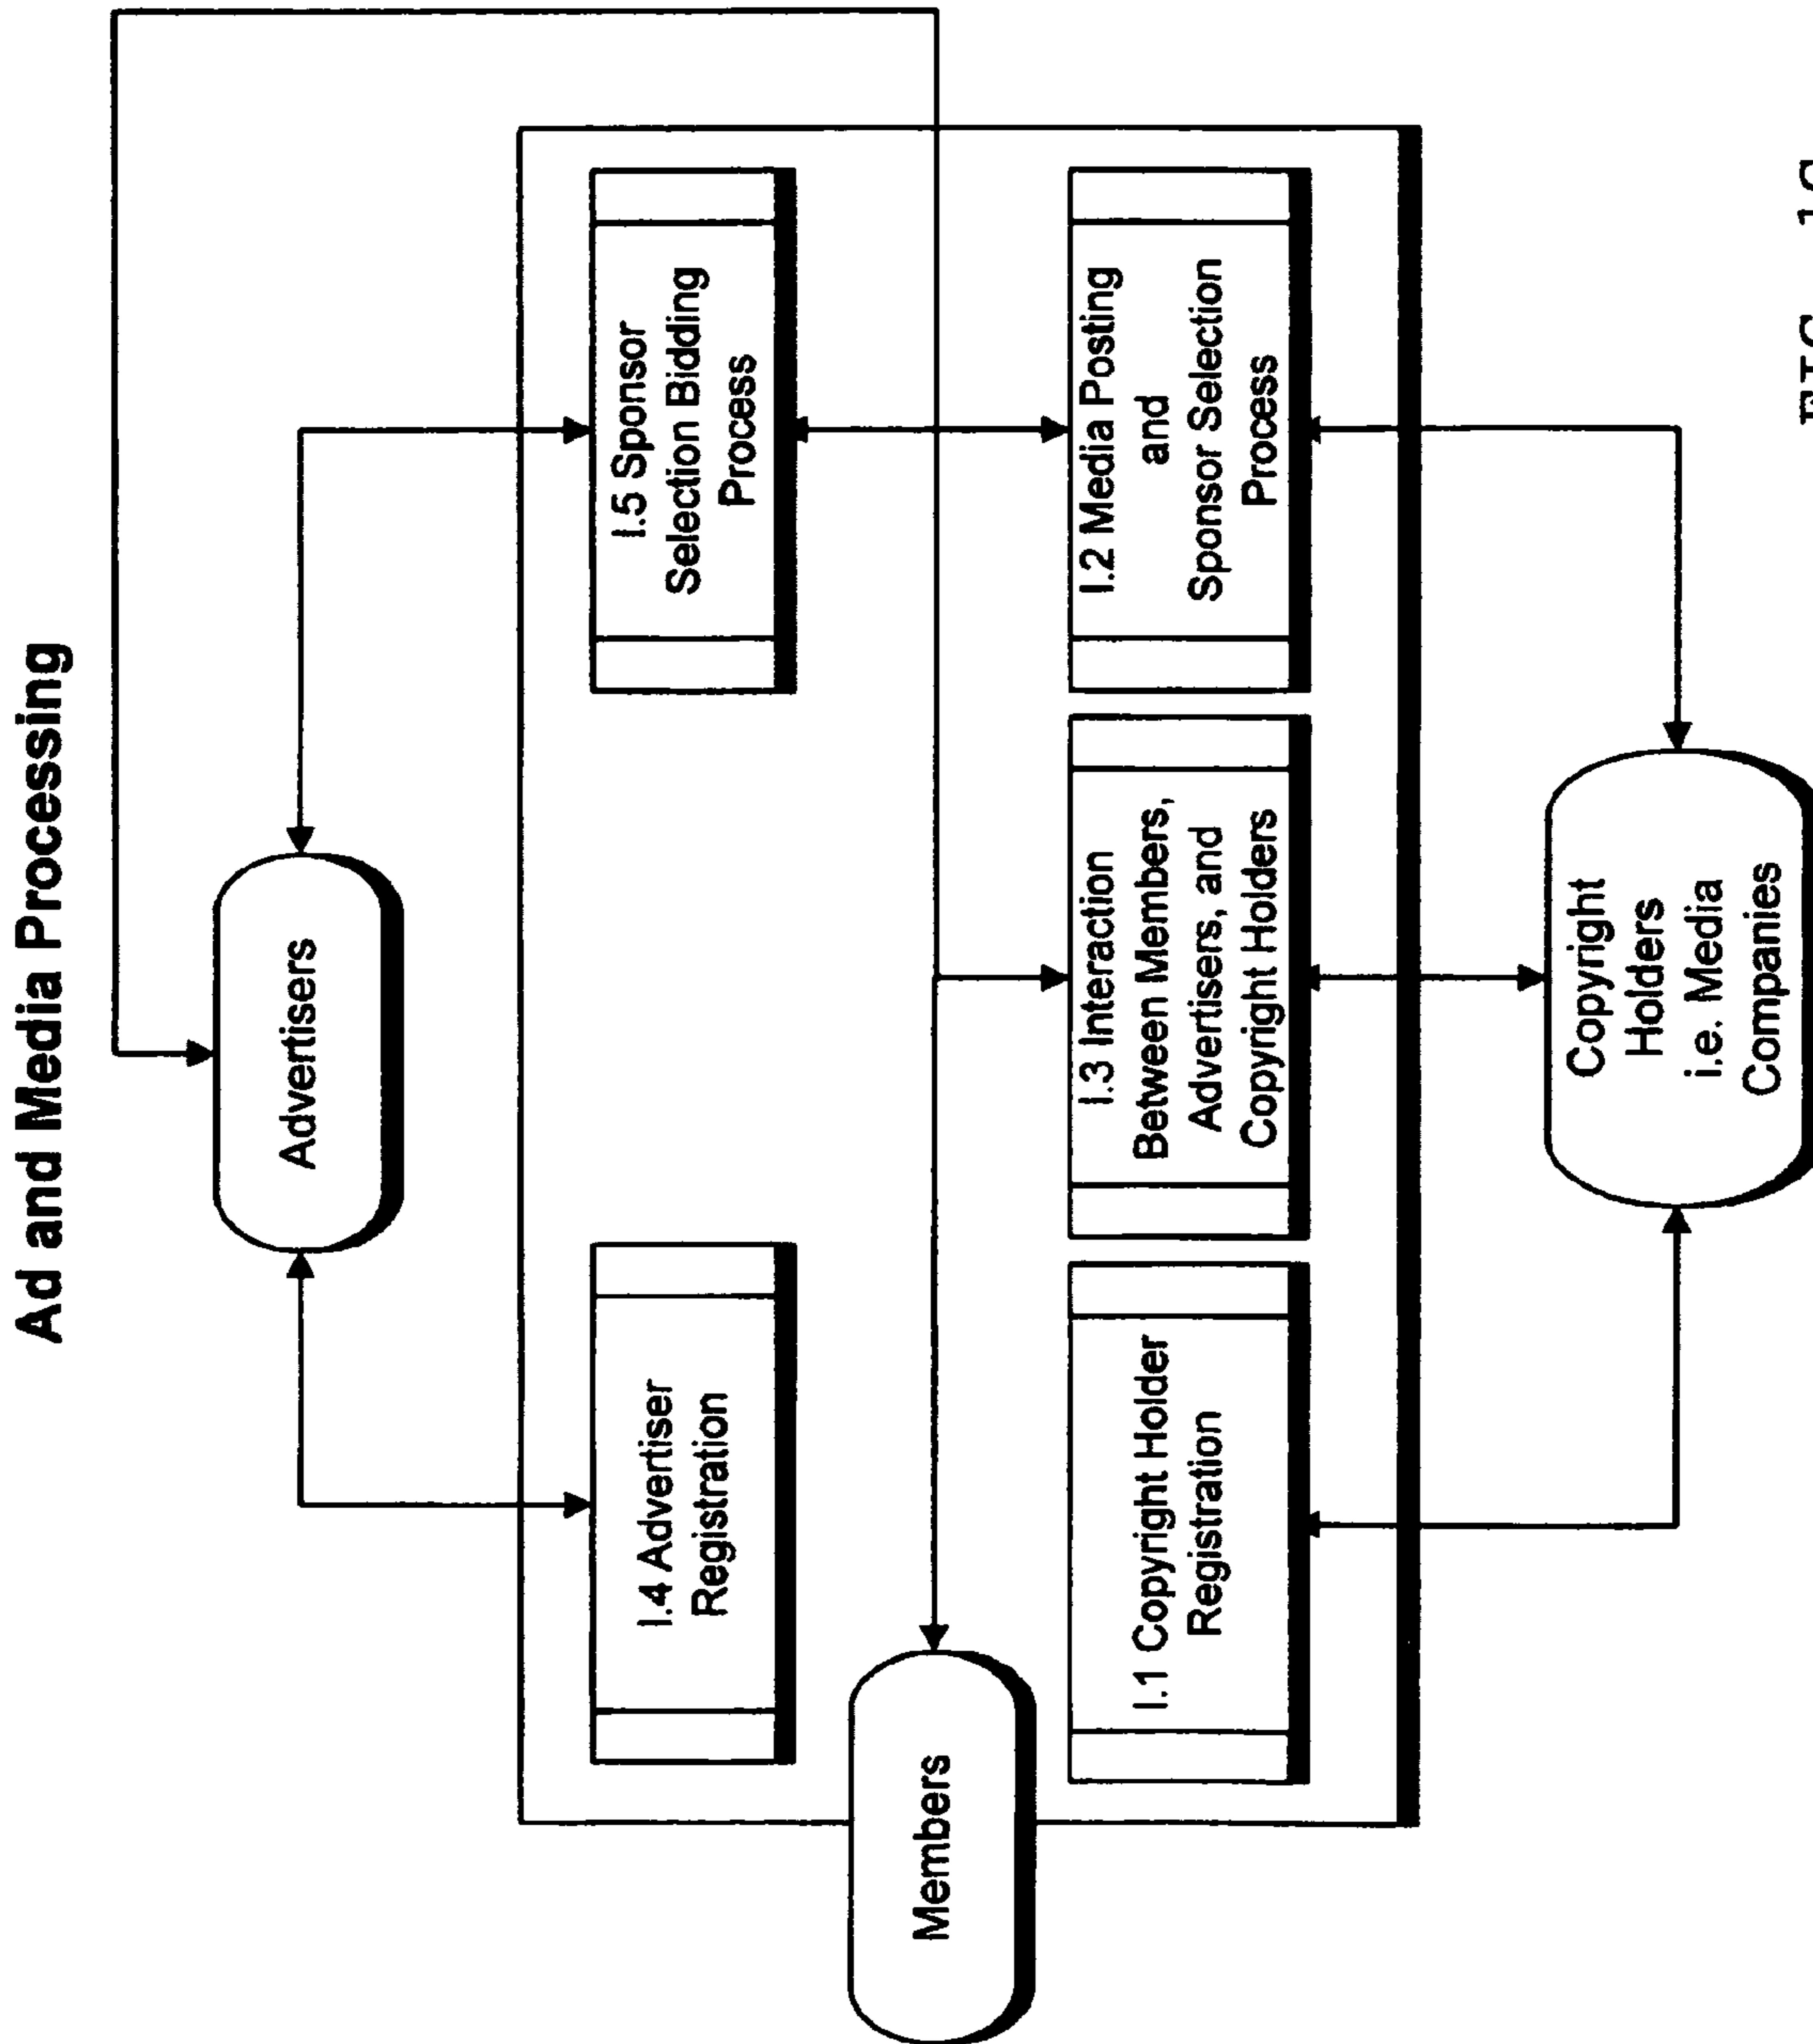 Ad and Media Processing
Advertisers
I.4 Advertiser
Registration
I.5 Sponsor
Selection Bidding
Process
Members
I.1 Copyright Holder
Registration
I.3 Interaction
Between Members,
Advertisers, and
Copyright Holders
I.2 Media Posting
and
Sponsor Selection
Process
Copyright
Holders
i.e. Media
Companies